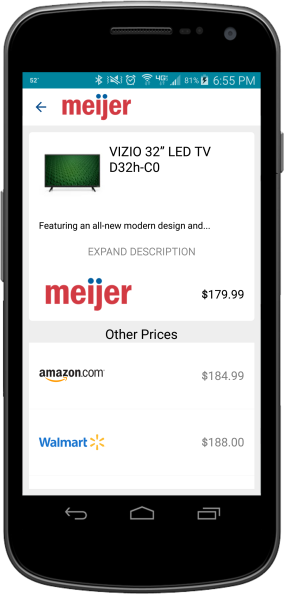 52°
4G
81%
6:55 PM
meijer
VIZIO 32” LED TV
D32h-C0
Featuring an all-new modern design and...
EXPAND DESCRIPTION
meijer
$179.99
Other Prices
amazon.com
$184.99
Walmart
$188.00